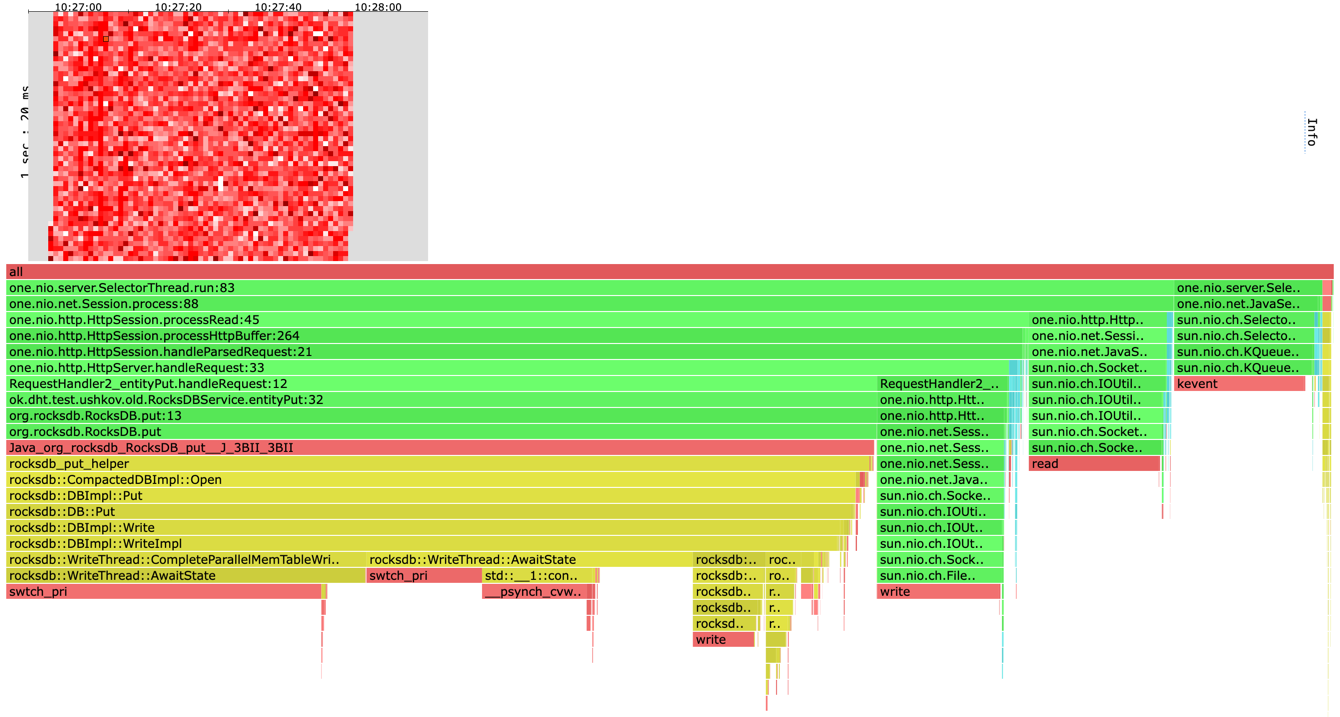 10:27:00 10:27:20 10:27:40 10:28:00
1 sec : 20 ms
Info
all
one.nio.server.SelectorThread.run:83 one.nio.server.Sele..
one.nio.net.Session.process:88 one.nio.net.JavaSe..
one.nio.http.HttpSession.processRead:45 one.nio.http.Http.. sun.nio.ch.Selecto..
one.nio.http.HttpSession.processHttpBuffer:264 one.nio.net.Sessi.. sun.nio.ch.Selecto..
one.nio.http.HttpSession.handleParsedRequest:21 one.nio.net.JavaS.. sun.nio.ch.KQueue..
one.nio.http.HttpServer.handleRequest:33 sun.nio.ch.Socket.. sun.nio.ch.KQueue..
RequestHandler2_entityPut.handleRequest:12 RequestHandler2_.. sun.nio.ch.IOUtil.. kevent
ok.dht.test.ushkov.old.RocksDBService.entityPut:32 one.nio.http.Htt.. sun.nio.ch.IOUtil..
org.rocksdb.RocksDB.put:13 one.nio.http.Htt.. sun.nio.ch.IOUtil..
org.rocksdb.RocksDB.put one.nio.net.Sess.. sun.nio.ch.Socket..
Java_org_rocksdb_RocksDB_put__J_3BII_3BII one.nio.net.Sess.. sun.nio.ch.Socke..
rocksdb_put_helper one.nio.net.Sess.. read
rocksdb::CompactedDBImpl::Open one.nio.net.Java..
rocksdb::DBImpl::Put sun.nio.ch.Socke..
rocksdb::DB::Put sun.nio.ch.IOUti..
rocksdb::DBImpl::Write sun.nio.ch.IOUt..
rocksdb::DBImpl::WriteImpl sun.nio.ch.IOUt..
rocksdb::WriteThread::CompleteParallelMemTableWri.. rocksdb::WriteThread::AwaitState rocksdb:.. roc.. sun.nio.ch.Sock..
rocksdb::WriteThread::AwaitState swtch_pri std::__1::con.. rocksdb:.. ro.. sun.nio.ch.File..
swtch_pri __psynch_cvw.. rocksdb.. r.. write
rocksdb.. r..
rocksd.. r..
write